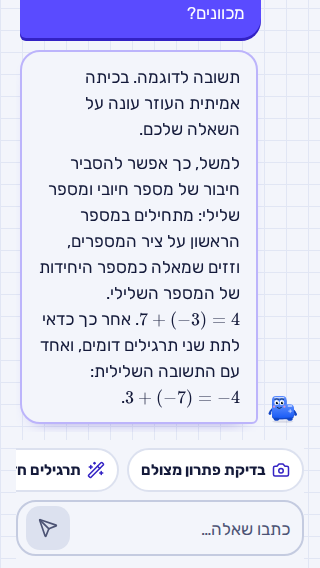 מכוונים?
תשובה לדוגמה. בכיתה
אמיתית העוזר עונה על
השאלה שלכם.
למשל, כך אפשר להסביר
חיבור של מספר חיובי ומספר
שלילי: מתחילים במספר
הראשון על ציר המספרים,
וזזים שמאלה כמספר היחידות
של המספר השלילי.
7 + (−3) = 4. אחר כך כדאי
לתת שני תרגילים דומים, ואחד
עם התשובה השלילית:
3 + (−7) = −4.
בדיקת פתרון מצולם
תרגילים
כתבו שאלה...